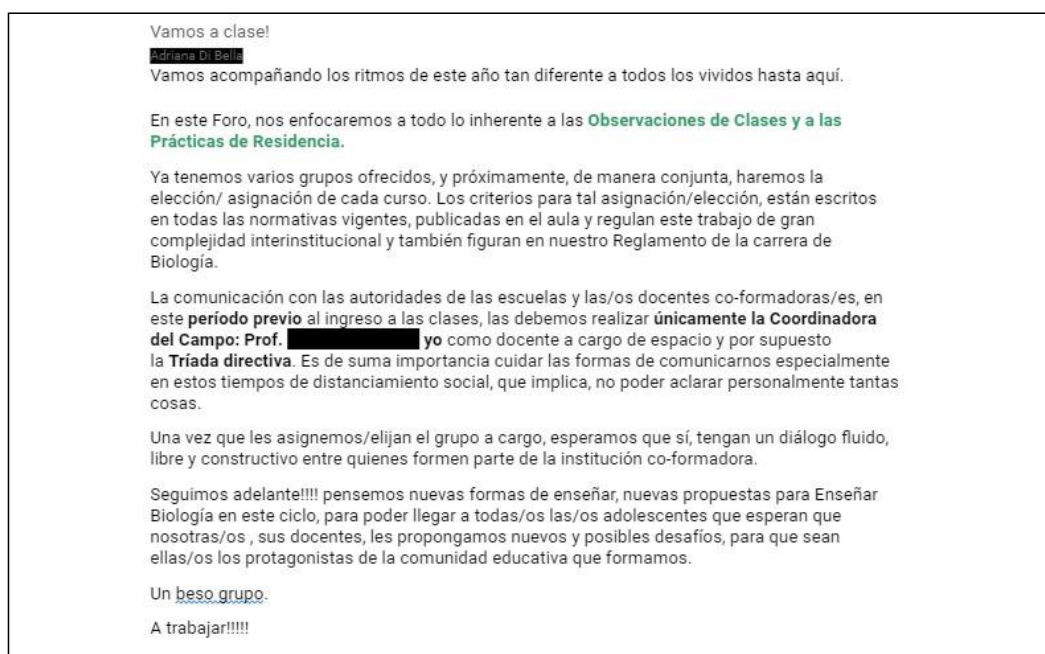 Vamos a clase!
Adriana Di Bella
Vamos acompañando los ritmos de este año tan diferente a todos los vividos hasta aquí.
En este Foro, nos enfocaremos a todo lo inherente a las Observaciones de Clases y a las
Prácticas de Residencia.
Ya tenemos varios grupos ofrecidos, y próximamente, de manera conjunta, haremos la
elección/ asignación de cada curso. Los criterios para tal asignación/elección, están escritos
en todas las normativas vigentes, publicadas en el aula y regulan este trabajo de gran
complejidad interinstitucional y también figuran en nuestro Reglamento de la carrera de
Biología.
La comunicación con las autoridades de las escuelas y las/os docentes co-formadoras/es, en
este período previo al ingreso a las clases, las debemos realizar únicamente la Coordinadora
del Campo: Prof. yo como docente a cargo de espacio y por supuesto
la Tríada directiva. Es de suma importancia cuidar las formas de comunicarnos especialmente
en estos tiempos de distanciamiento social, que implica, no poder aclarar personalmente tantas
cosas.
Una vez que les asignemos/elijan el grupo a cargo, esperamos que sí, tengan un diálogo fluido,
libre y constructivo entre quienes formen parte de la institución co-formadora.
Seguimos adelante!!!! pensemos nuevas formas de enseñar, nuevas propuestas para Enseñar
Biología en este ciclo, para poder llegar a todas/os las/os adolescentes que esperan que
nosotras/os , sus docentes, les propongamos nuevos y posibles desafíos, para que sean
ellas/os los protagonistas de la comunidad educativa que formamos.
Un beso grupo.
A trabajar!!!!!